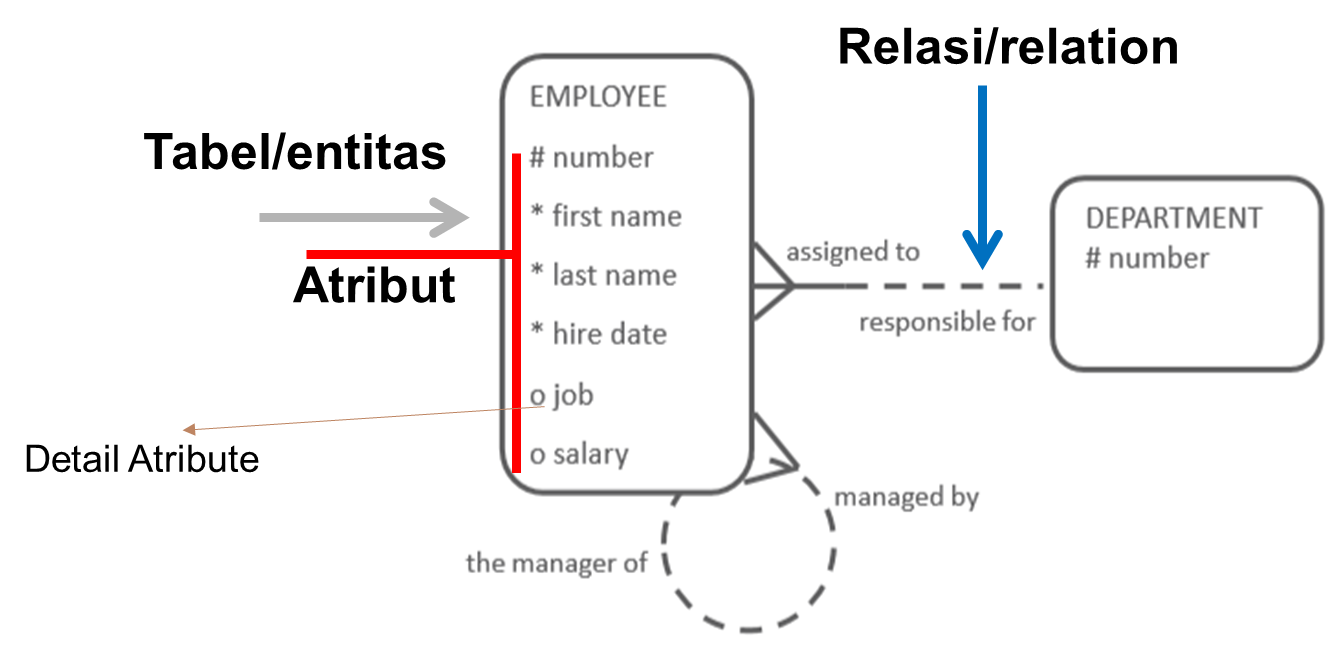 Relasi/relation
Tabel/entitas
Atribut
Detail Atribute
EMPLOYEE
# number
* first name
* last name
* hire date
o job
o salary
assigned to
responsible for
DEPARTMENT
# number
managed by
the manager of